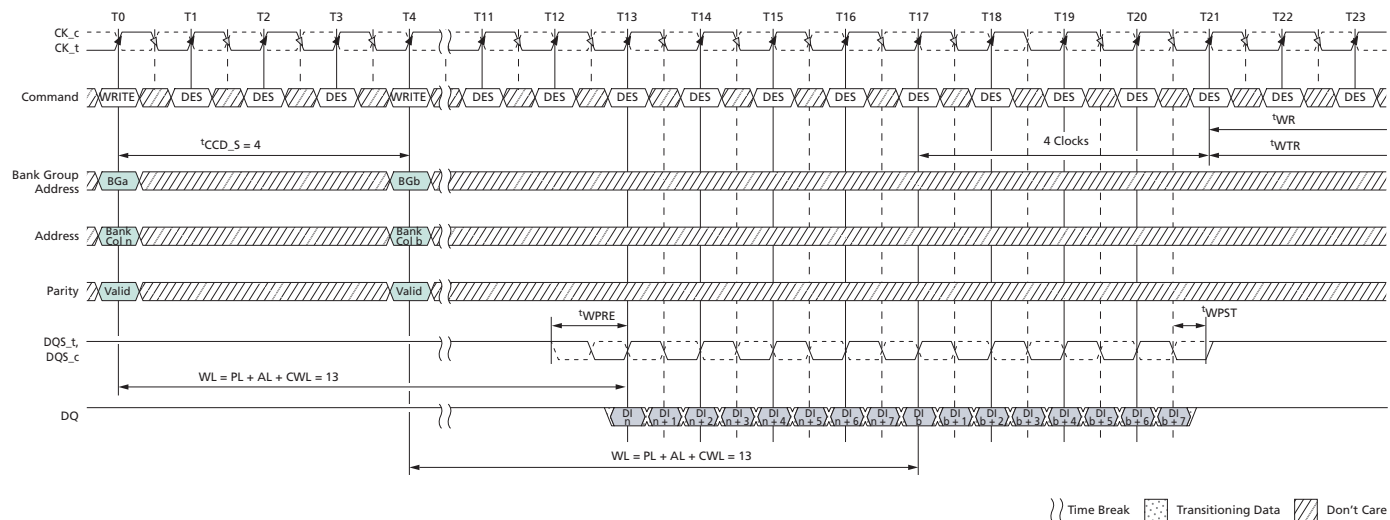 T0 T1 T2 T3 T4 T11 T12 T13 T14 T15 T16 T17 T18 T19 T20 T21 T22 T23
CK_c
CK_t
Command WRITE DES DES DES WRITE DES DES DES DES DES DES DES DES DES DES DES DES DES
tWR
tCCD_S = 4 4 Clocks tWTR
Bank Group
Address BGa BGb
Address Bank
Col n Bank
Col b
Parity Valid Valid
tWPRE tWPST
DQS_t,
DQS_c
WL = PL + AL + CWL = 13
DQ DI
n DI
n + 1 DI
n + 2 DI
n + 3 DI
n + 4 DI
n + 5 DI
n + 6 DI
n + 7 DI
b DI
b + 1 DI
b + 2 DI
b + 3 DI
b + 4 DI
b + 5 DI
b + 6 DI
b + 7
WL = PL + AL + CWL = 13
Time Break Transitioning Data Don't Care